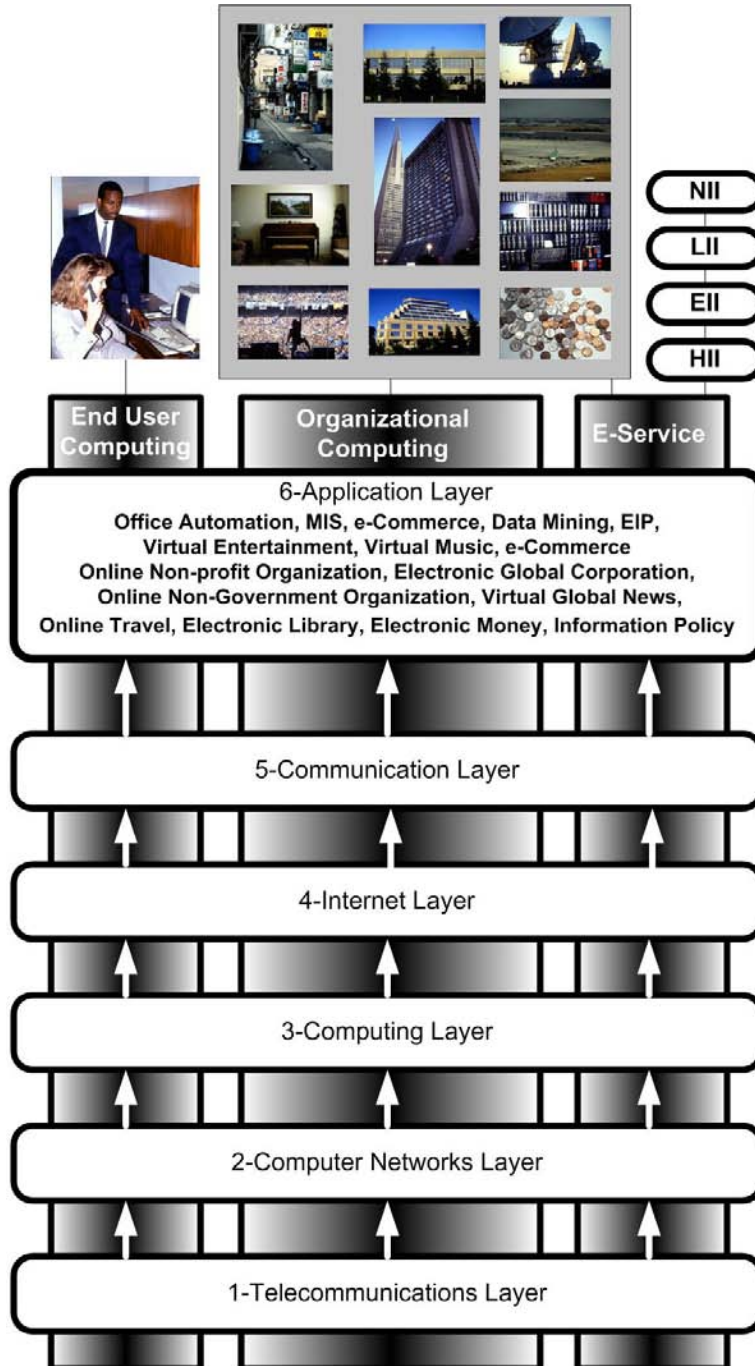 NII
LII
EII
HII
End User
Computing
Organizational
Computing
E-Service
6-Application Layer
Office Automation, MIS, e-Commerce, Data Mining, EIP,
Virtual Entertainment, Virtual Music, e-Commerce
Online Non-profit Organization, Electronic Global Corporation,
Online Non-Government Organization, Virtual Global News,
Online Travel, Electronic Library, Electronic Money, Information Policy
5-Communication Layer
4-Internet Layer
3-Computing Layer
2-Computer Networks Layer
1-Telecommunications Layer